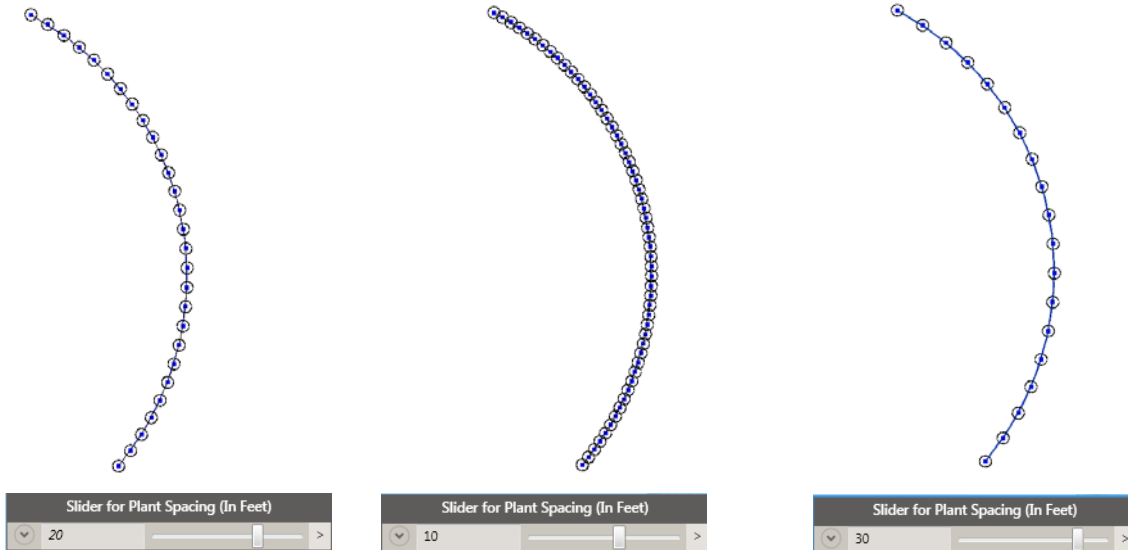 Slider for Plant Spacing (In Feet)
20
>
Slider for Plant Spacing (In Feet)
10
>
Slider for Plant Spacing (In Feet)
30
>